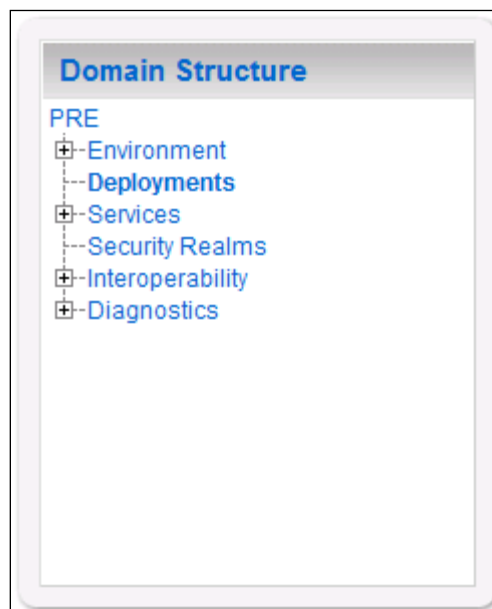 Domain Structure
PRE
Environment
Deployments
Services
Security Realms
Interoperability
Diagnostics